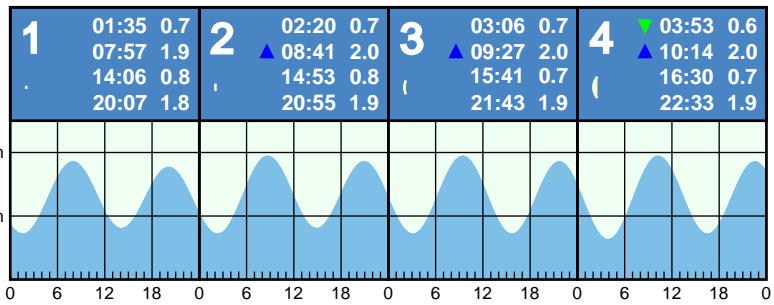 1 01:35 0.7
07:57 1.9
14:06 0.8
20:07 1.8
2 02:20 0.7
▲ 08:41 2.0
14:53 0.8
20:55 1.9
3 03:06 0.7
▲ 09:27 2.0
15:41 0.7
21:43 1.9
4 ▼ 03:53 0.6
▲ 10:14 2.0
16:30 0.7
22:33 1.9
m
m
0 6 12 18 0 6 12 18 0 6 12 18 0 6 12 18 0